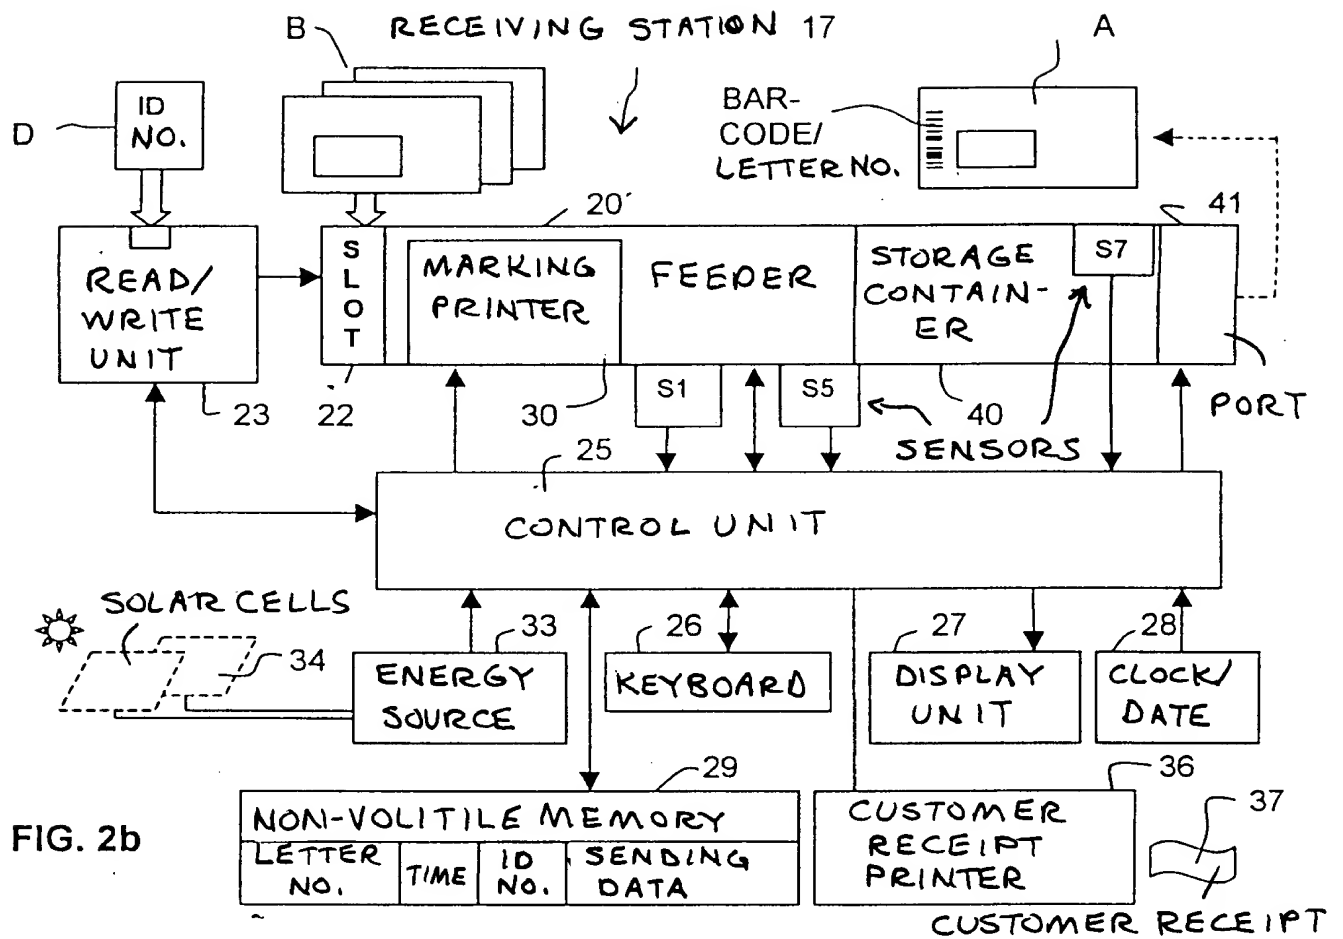 B
RECEIVING STATION 17
A
D
ID
NO.
BAR-
CODE/
LETTER NO.
20'
41
READ/
WRITE
UNIT
SLOT
MARKING
PRINTER
FEEDER
STORAGE
CONTAIN-
ER
S7
23
22
30
S1
S5
40
PORT
SENSORS
25
CONTROL UNIT
SOLAR CELLS
34
33
ENERGY
SOURCE
26
KEYBOARD
27
DISPLAY
UNIT
28
CLOCK/
DATE
29
NON-VOLITILE MEMORY
LETTER
NO.
TIME
ID
NO.
SENDING
DATA
36
CUSTOMER
RECEIPT
PRINTER
37
CUSTOMER RECEIPT
FIG. 2b